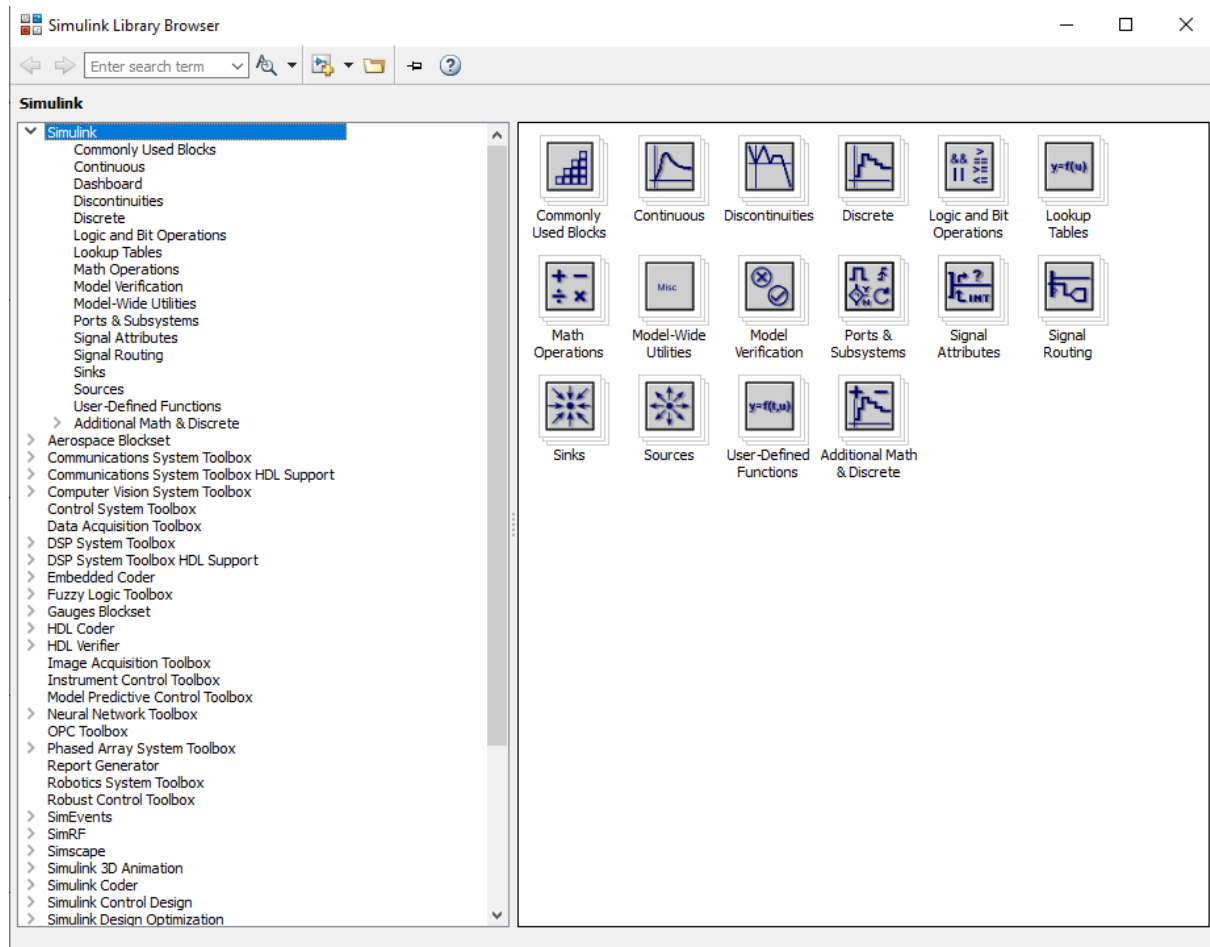 Simulink Library Browser
Enter search term
Simulink
Simulink
Commonly Used Blocks
Continuous
Dashboard
Discontinuities
Discrete
Logic and Bit Operations
Lookup Tables
Math Operations
Model Verification
Model-Wide Utilities
Ports & Subsystems
Signal Attributes
Signal Routing
Sinks
Sources
User-Defined Functions
Additional Math & Discrete
Aerospace Blockset
Communications System Toolbox
Communications System Toolbox HDL Support
Computer Vision System Toolbox
Control System Toolbox
Data Acquisition Toolbox
DSP System Toolbox
DSP System Toolbox HDL Support
Embedded Coder
Fuzzy Logic Toolbox
Gauges Blockset
HDL Coder
HDL Verifier
Image Acquisition Toolbox
Instrument Control Toolbox
Model Predictive Control Toolbox
Neural Network Toolbox
OPC Toolbox
Phased Array System Toolbox
Report Generator
Robotics System Toolbox
Robust Control Toolbox
SimEvents
SimRF
Simscape
Simulink 3D Animation
Simulink Coder
Simulink Control Design
Simulink Design Optimization
&& > == 
|| >= <=
y=f(u)
Commonly
Used Blocks
Continuous
Discontinuities
Discrete
Logic and Bit
Operations
Lookup
Tables
+ −
÷ ×
Misc
?
INT
Math
Operations
Model-Wide
Utilities
Model
Verification
Ports &
Subsystems
Signal
Attributes
Signal
Routing
y=f(t,u)
Sinks
Sources
User-Defined
Functions
Additional Math
& Discrete